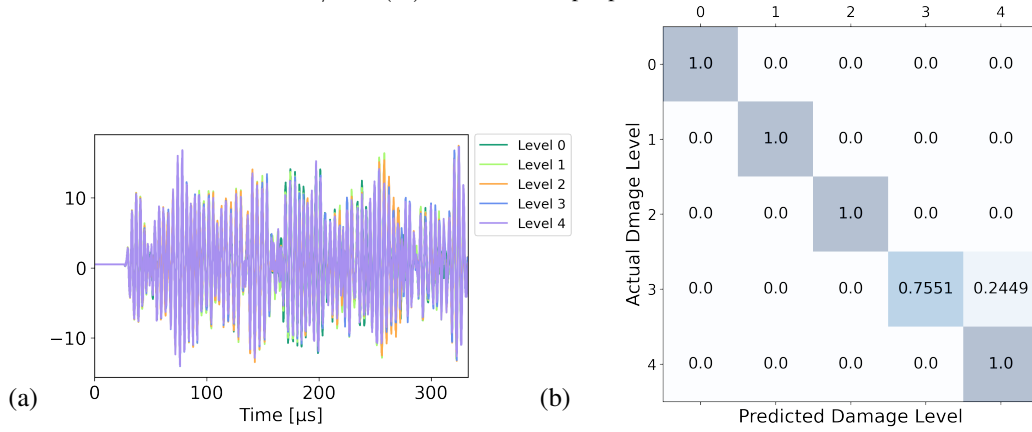 Level 0
Level 1
Level 2
Level 3
Level 4
10
0
−10
0 100 200 300
Time [µs]
(a)
0 1 2 3 4
0 1.0 0.0 0.0 0.0 0.0
1 0.0 1.0 0.0 0.0 0.0
2 0.0 0.0 1.0 0.0 0.0
3 0.0 0.0 0.0 0.7551 0.2449
4 0.0 0.0 0.0 0.0 1.0
Actual Dmage Level
Predicted Damage Level
(b)